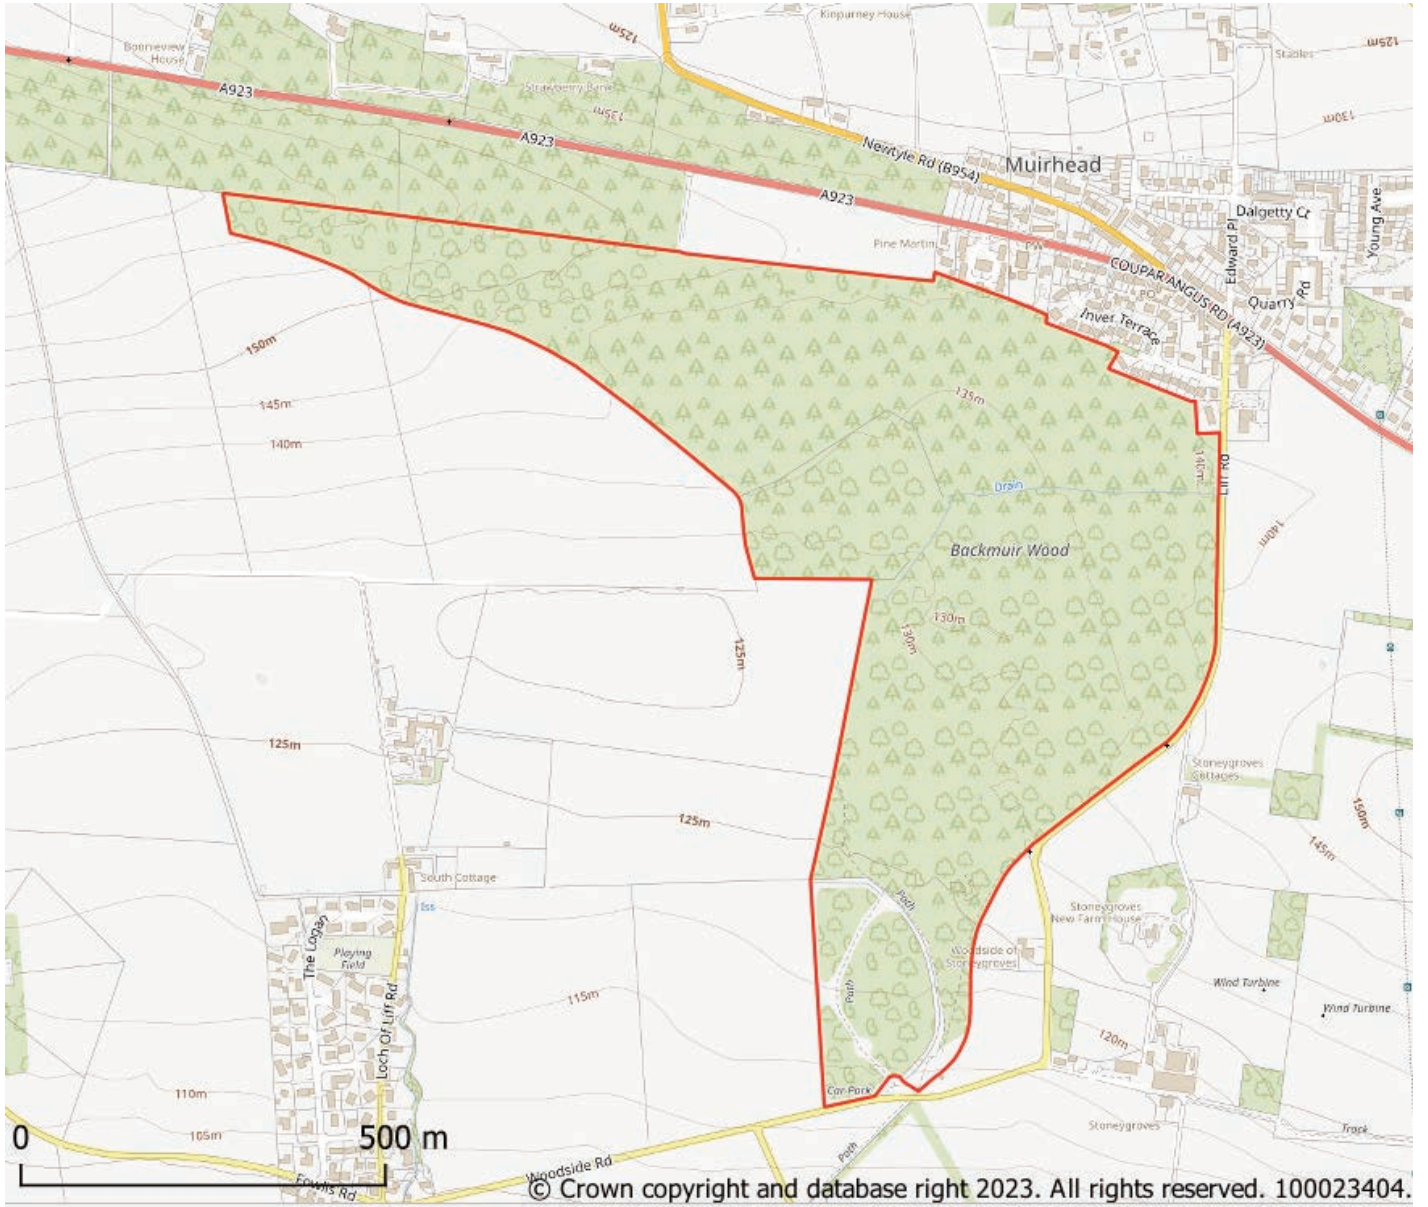 Kinpurney House
125m
125m
Bonnieview
House
Stables
A923
Strawberry Bank
135m
130m
A923
Newtyle Rd (B954)
Muirhead
A923
Young Ave
Dalgetty Ct
Edward Pl
Pine Martin
PW
COUPAR ANGUS RD (A923)
PO
Quarry Rd
Inver Terrace
150m
135m
145m
140m
140m
Liff Rd
Drain
140m
Backmuir Wood
130m
130m
125m
125m
Stoneygroves
Cottages
150m
125m
145m
South Cottage
Path
Iss
Stoneygroves
New Farm House
The Logan
Playing
Field
Woodside of
Stoneygroves
Path
Wind Turbine
115m
Wind Turbine
Loch Of Liff Rd
120m
Car Park
110m
105m
Stoneygroves
Track
0
500 m
Path
Woodside Rd
Fowlis Rd
© Crown copyright and database right 2023. All rights reserved. 100023404.